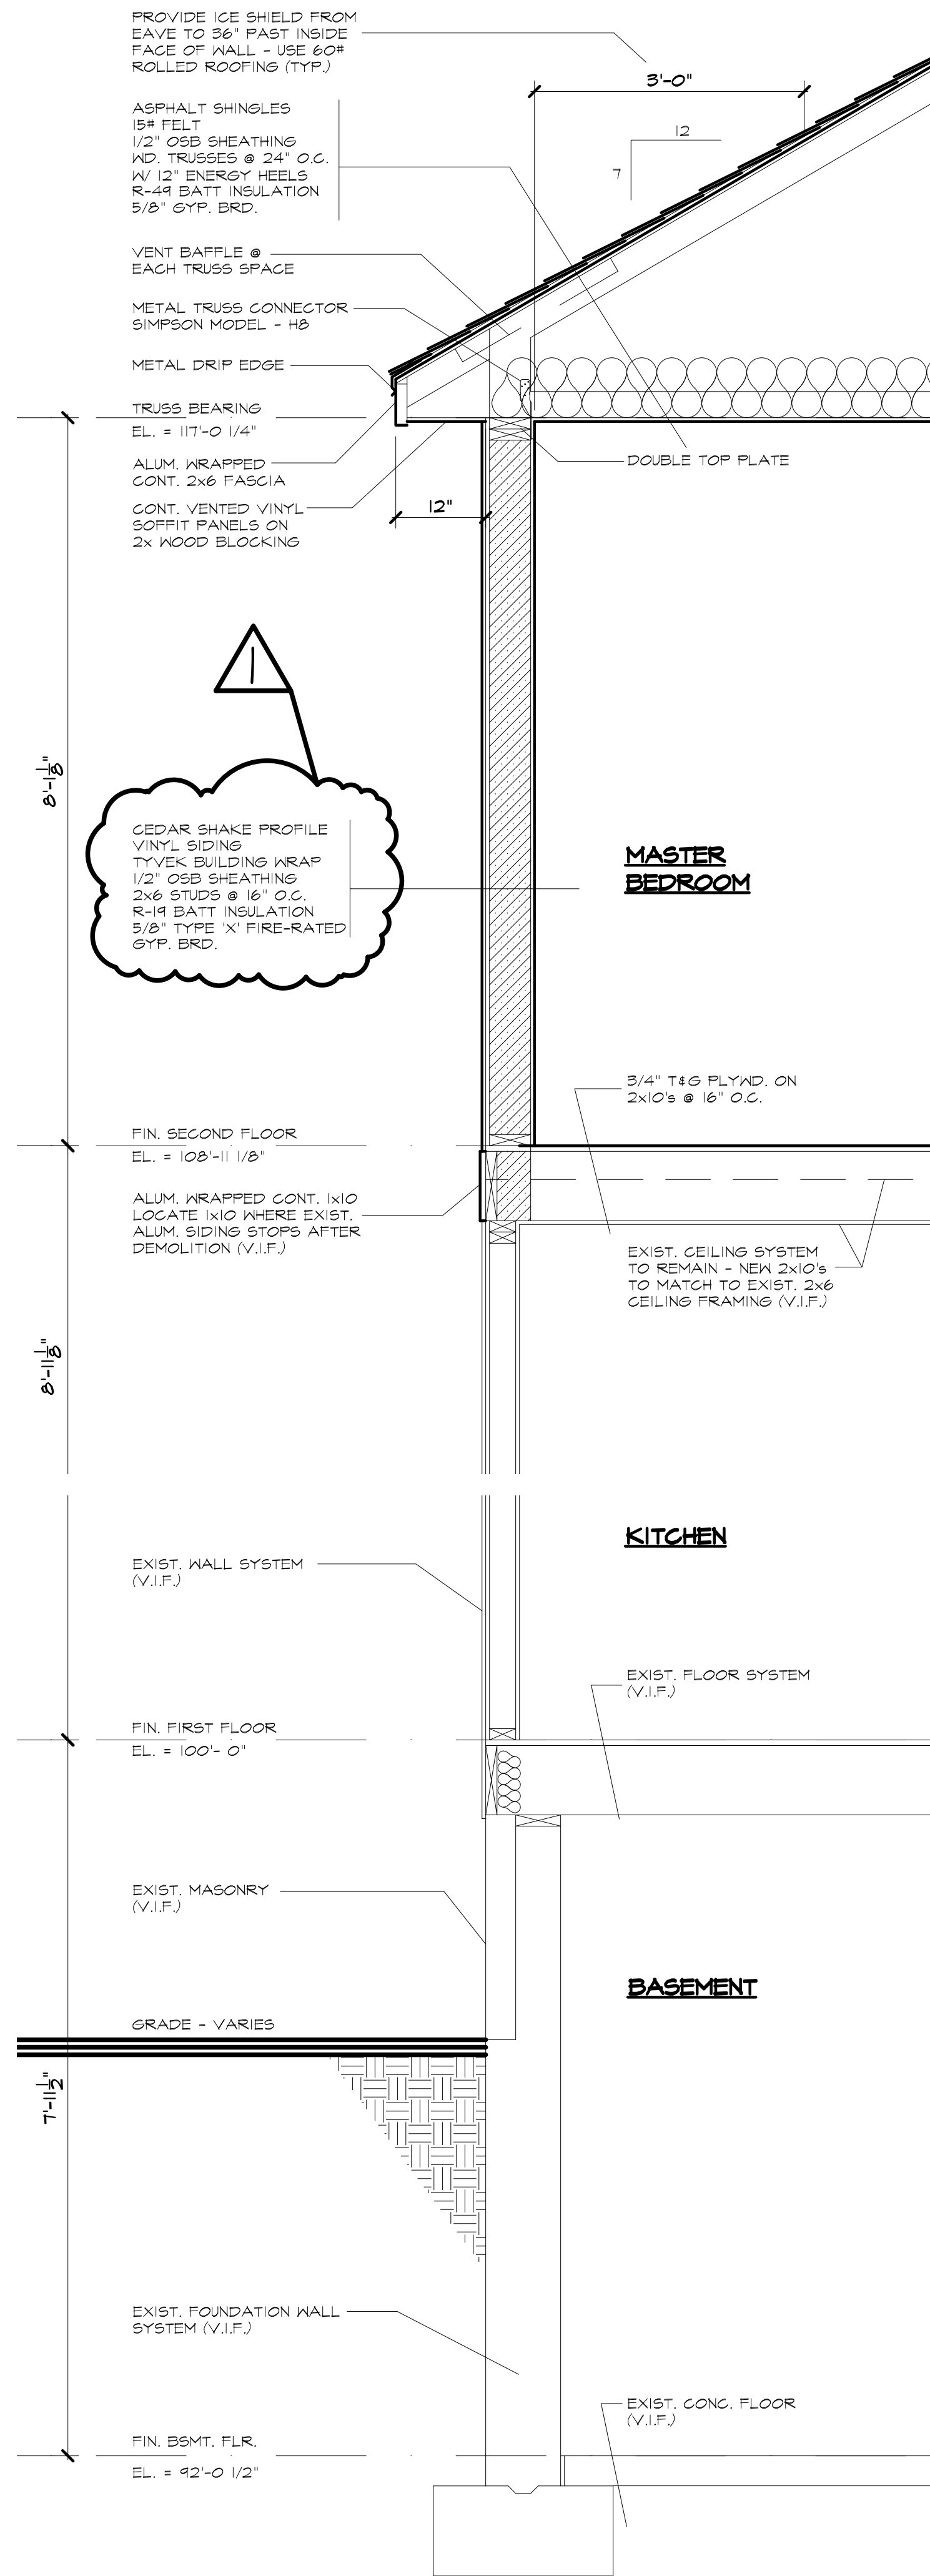 PROVIDE ICE SHIELD FROM
EAVE TO 36" PAST INSIDE
FACE OF WALL - USE 60#
ROLLED ROOFING (TYP.)
3'-0"
12
7
ASPHALT SHINGLES
15# FELT
1/2" OSB SHEATHING
WD. TRUSSES @ 24" O.C.
W/ 12" ENERGY HEELS
R-49 BATT INSULATION
5/8" GYP. BRD.
VENT BAFFLE @
EACH TRUSS SPACE
METAL TRUSS CONNECTOR
SIMPSON MODEL - H8
METAL DRIP EDGE
TRUSS BEARING
EL. = 117'-0 1/4"
ALUM. WRAPPED
CONT. 2x6 FASCIA
DOUBLE TOP PLATE
CONT. VENTED VINYL
SOFFIT PANELS ON
2x WOOD BLOCKING
12"
1
8'-1 1/8"
CEDAR SHAKE PROFILE
VINYL SIDING
TYVEK BUILDING WRAP
1/2" OSB SHEATHING
2x6 STUDS @ 16" O.C.
R-19 BATT INSULATION
5/8" TYPE 'X' FIRE-RATED
GYP. BRD.
MASTER
BEDROOM
3/4" T&G PLYWD. ON
2x10's @ 16" O.C.
FIN. SECOND FLOOR
EL. = 108'-11 1/8"
ALUM. WRAPPED CONT. 1x10
LOCATE 1x10 WHERE EXIST.
ALUM. SIDING STOPS AFTER
DEMOLITION (V.I.F.)
EXIST. CEILING SYSTEM
TO REMAIN - NEW 2x10's
TO MATCH TO EXIST. 2x6
CEILING FRAMING (V.I.F.)
8'-11 1/8"
KITCHEN
EXIST. WALL SYSTEM
(V.I.F.)
EXIST. FLOOR SYSTEM
(V.I.F.)
FIN. FIRST FLOOR
EL. = 100'- 0"
EXIST. MASONRY
(V.I.F.)
BASEMENT
GRADE - VARIES
7'-11 1/2"
EXIST. FOUNDATION WALL
SYSTEM (V.I.F.)
EXIST. CONC. FLOOR
(V.I.F.)
FIN. BSMT. FLR.
EL. = 92'-0 1/2"